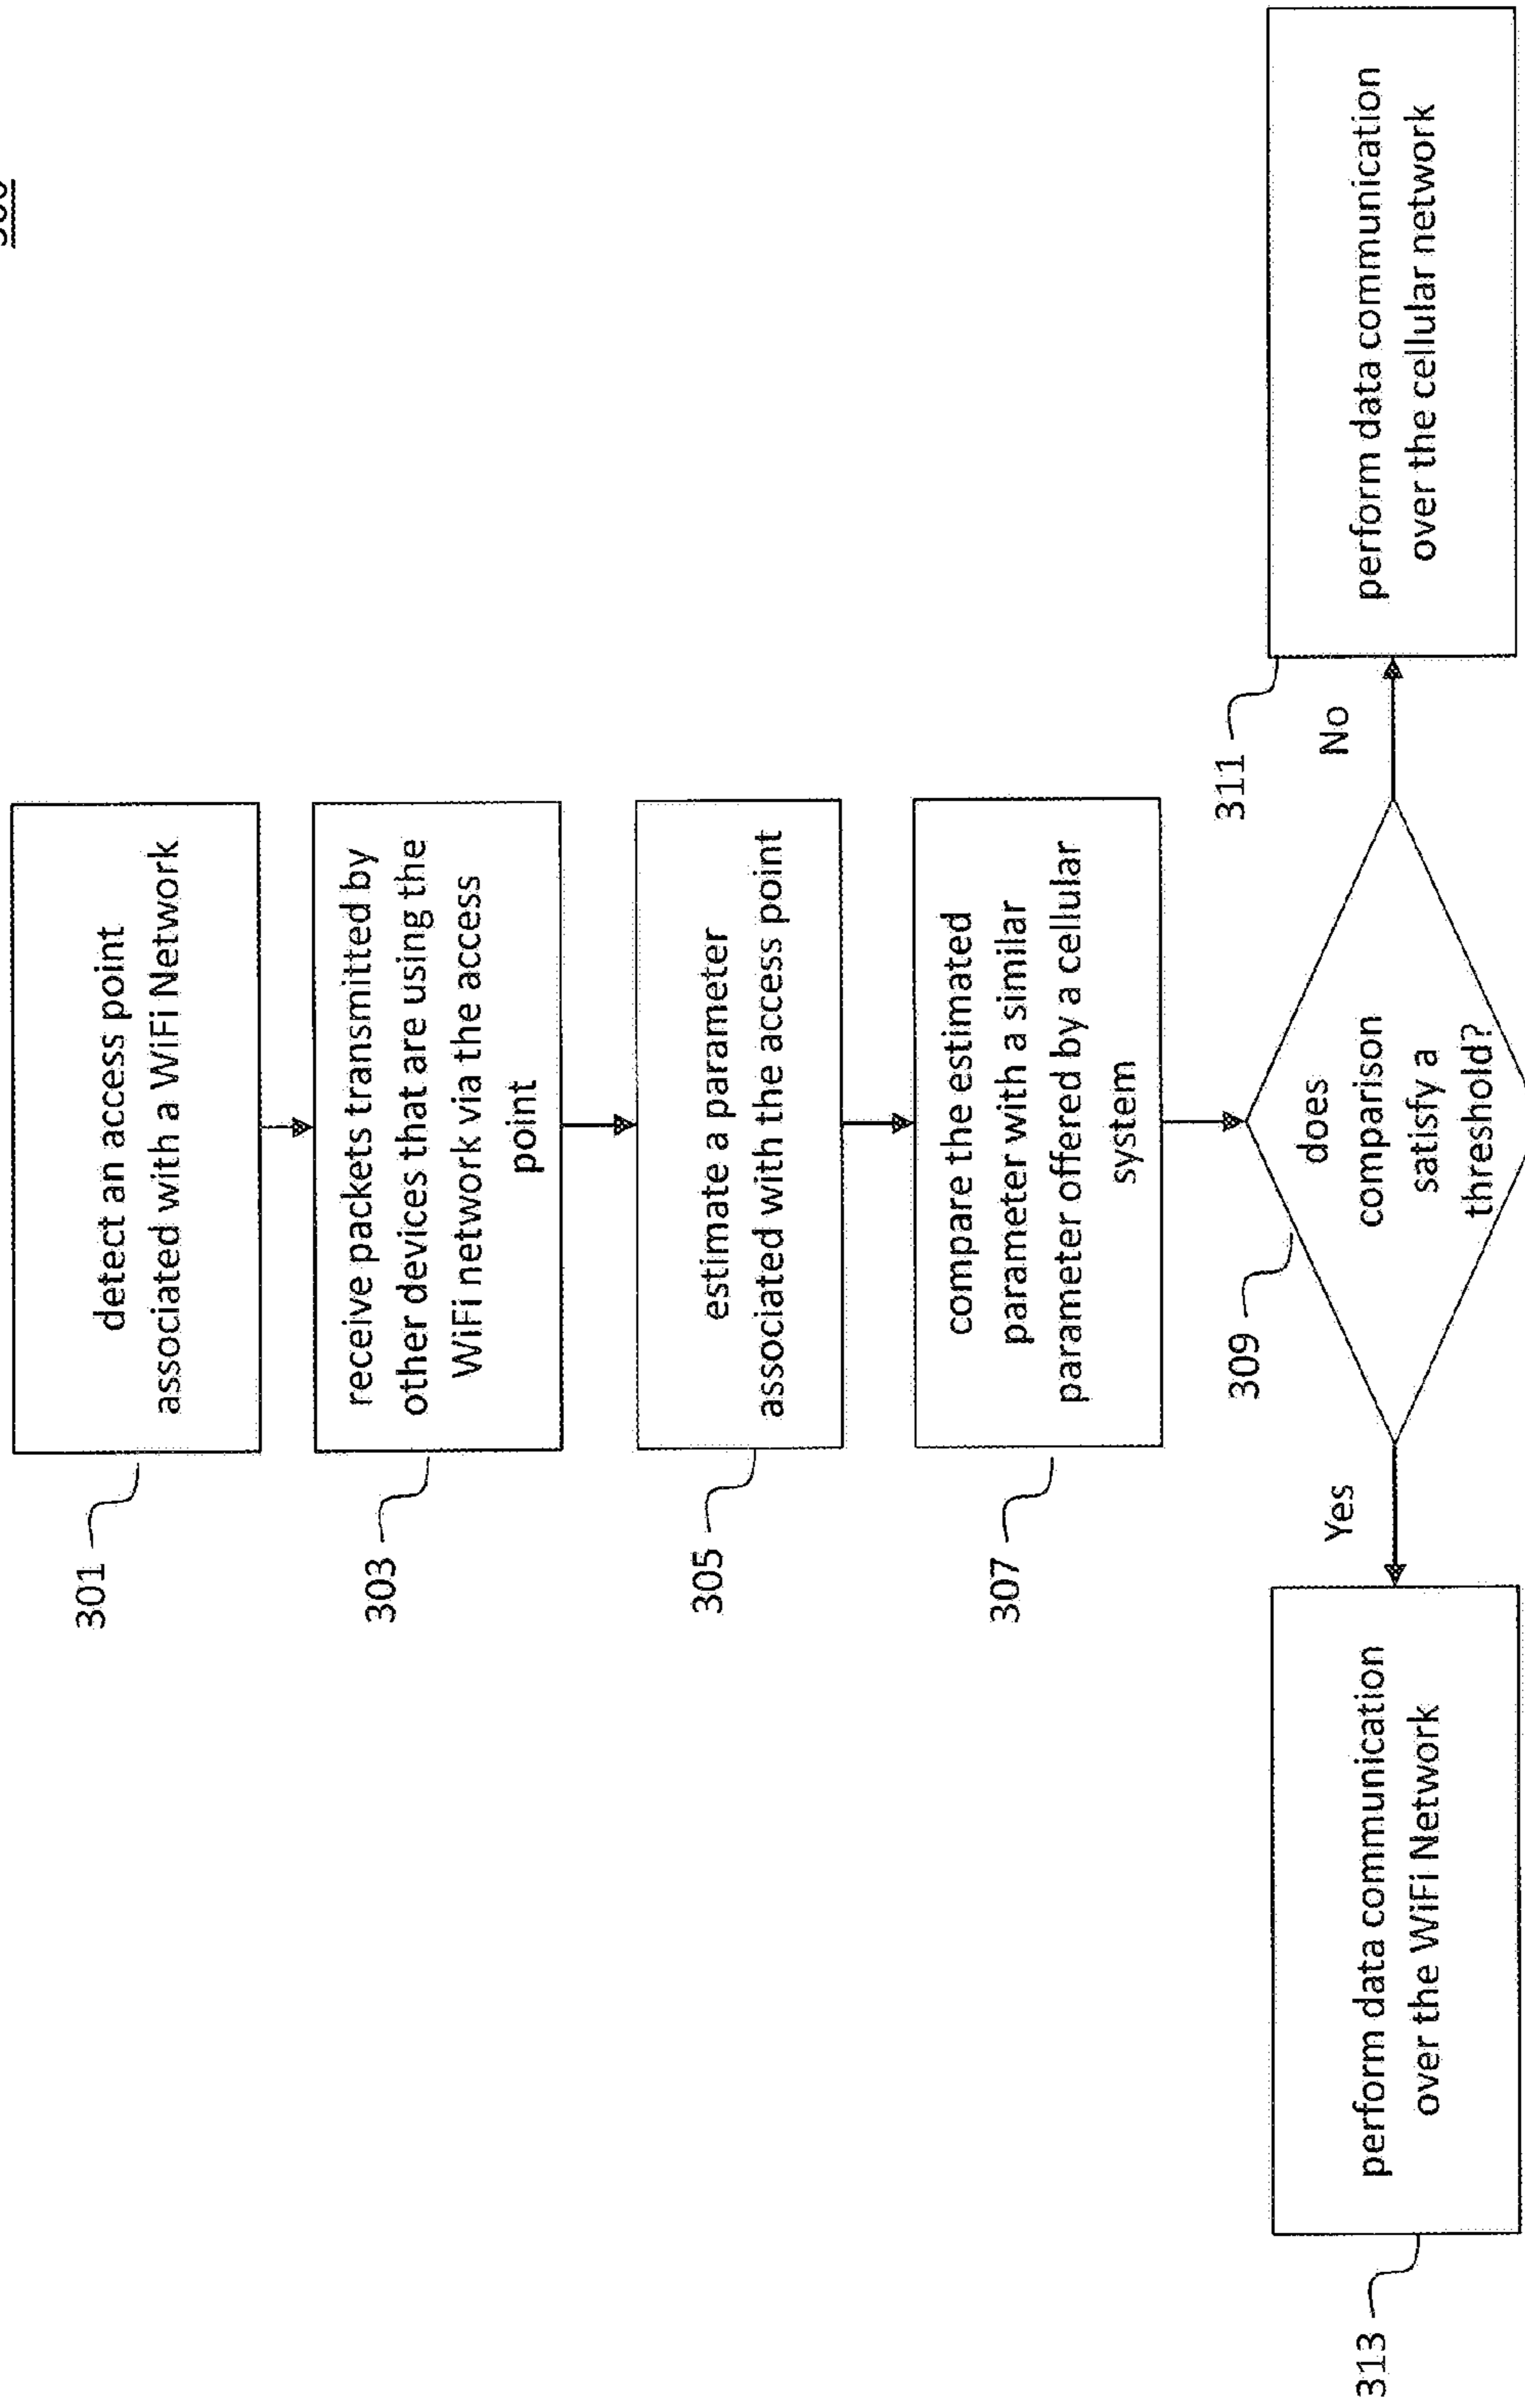 301
detect an access point
associated with a WiFi Network
303
receive packets transmitted by
other devices that are using the
WiFi network via the access
point
305
estimate a parameter
associated with the access point
307
compare the estimated
parameter with a similar
parameter offered by a cellular
system
309
does
comparison
satisfy a
threshold?
Yes
No
313
perform data communication
over the WiFi Network
311
perform data communication
over the cellular network